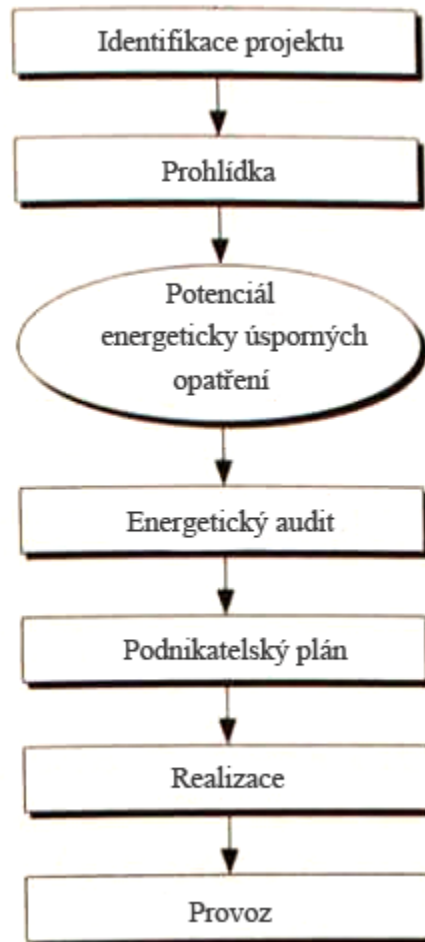 Identifikace projektu
Prohlídka
Potenciál
energeticky úsporných
opatření
Energetický audit
Podnikatelský plán
Realizace
Provoz